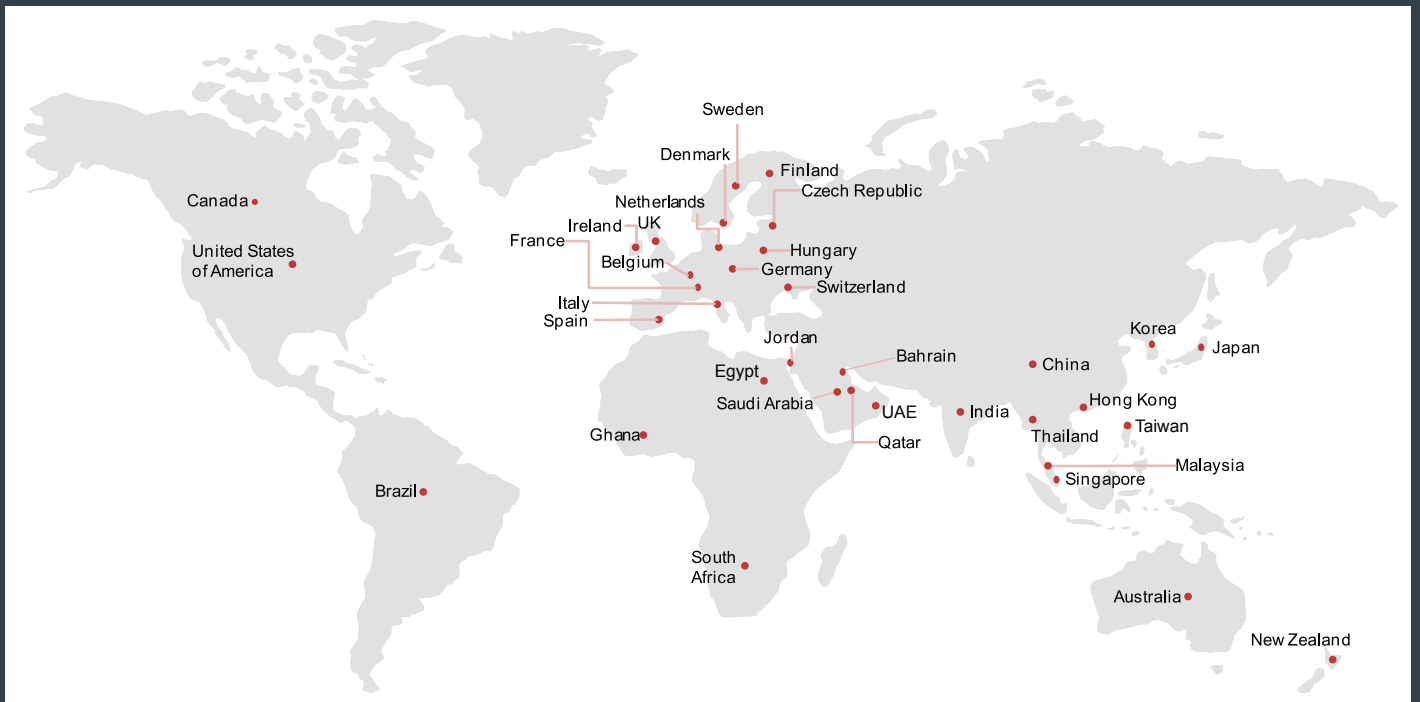 Sweden
Denmark
Finland
Czech Republic
Canada
Netherlands
Ireland
UK
France
United States
of America
Hungary
Belgium
Germany
Switzerland
Italy
Spain
Korea
Jordan
Japan
Bahrain
China
Egypt
Saudi Arabia
Hong Kong
UAE
India
Taiwan
Ghana
Thailand
Qatar
Malaysia
Singapore
Brazil
South
Africa
Australia
New Zealand